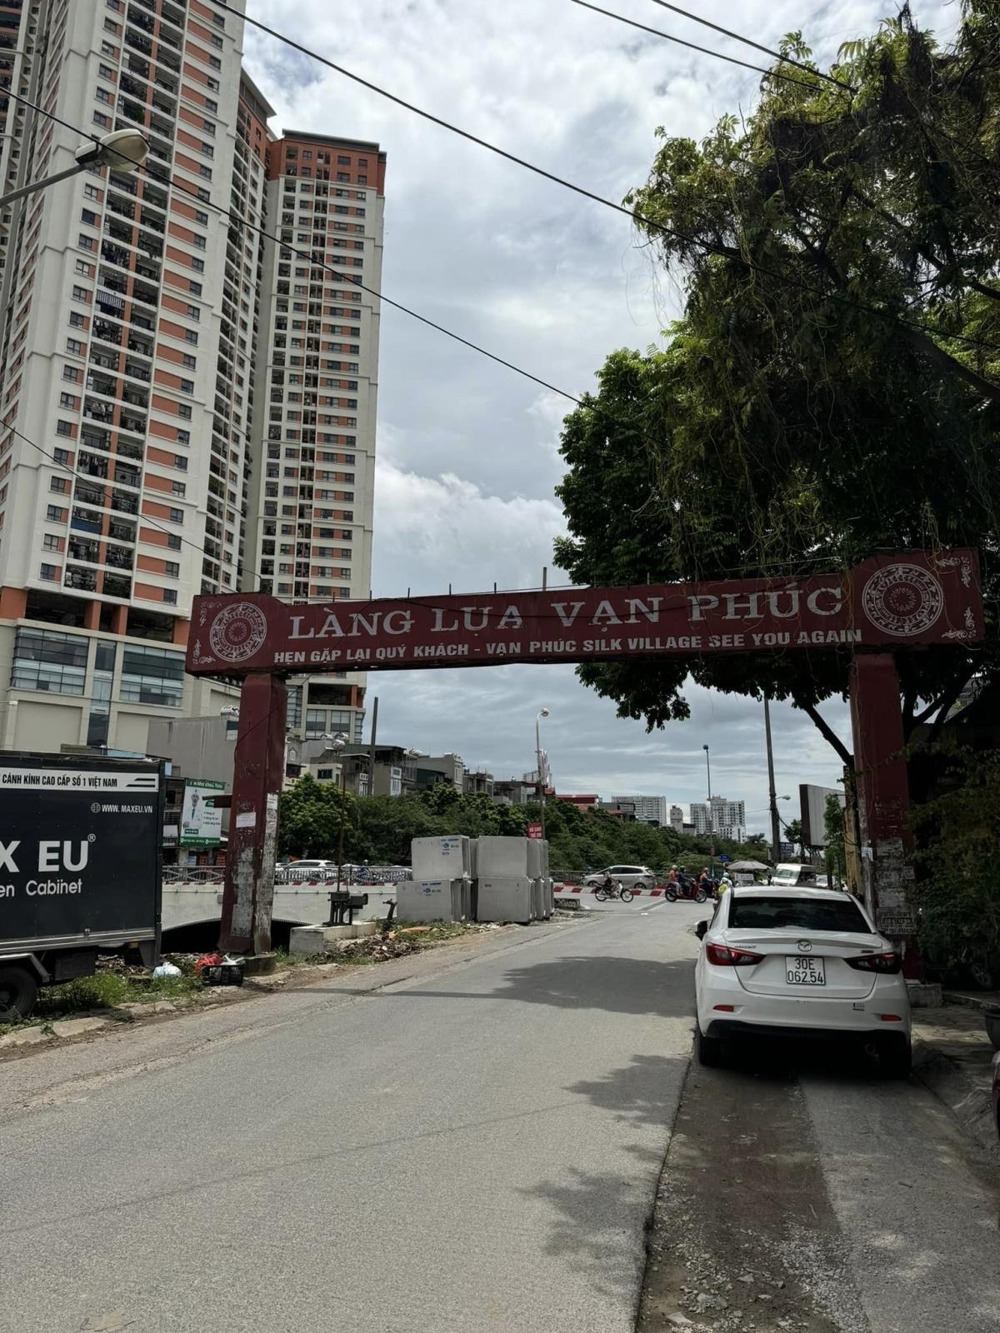 LÀNG LỤA VẠN PHÚC
HẸN GẶP LẠI QUÝ KHÁCH - VẠN PHÚC SILK VILLAGE SEE YOU AGAIN
CÁNH KÍNH CAO CẤP SỐ 1 VIỆT NAM
WWW. MAXEU.VN
X EU®
en Cabinet
30E
062.54